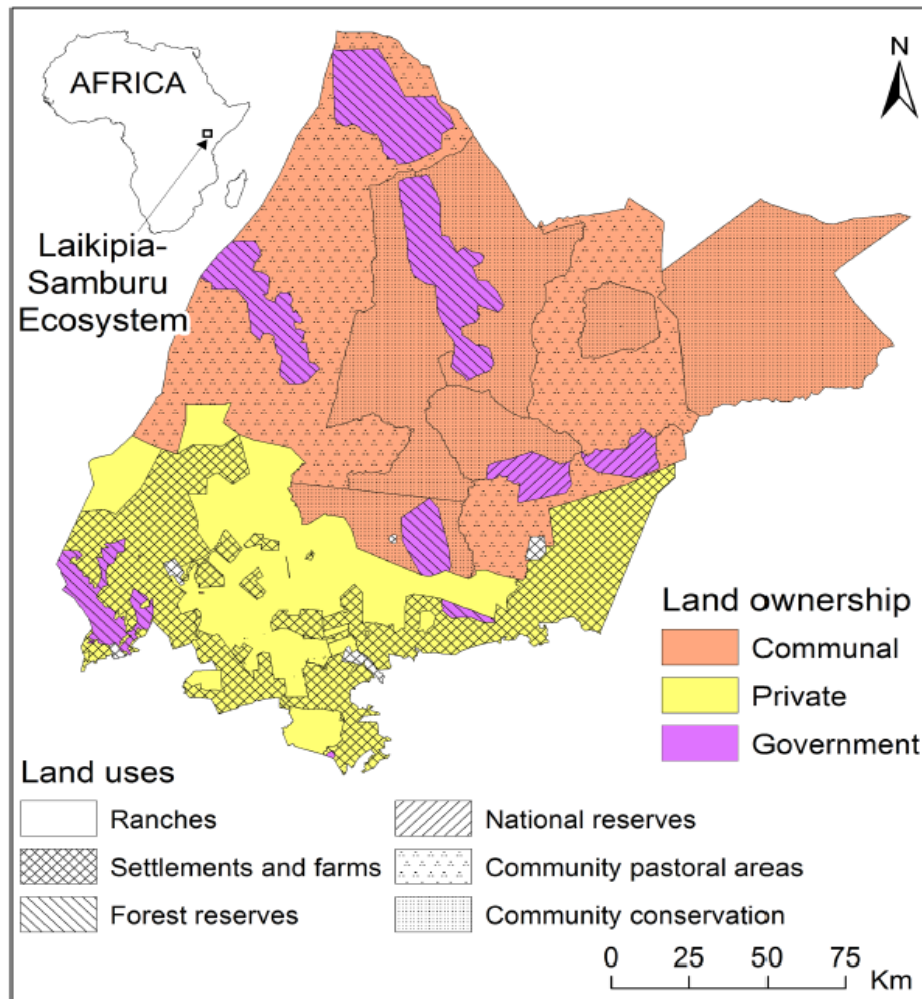 AFRICA
N
Laikipia-
Samburu
Ecosystem
Land ownership
Communal
Private
Government
Land uses
Ranches
Settlements and farms
Forest reserves
National reserves
Community pastoral areas
Community conservation
0 25 50 75
Km